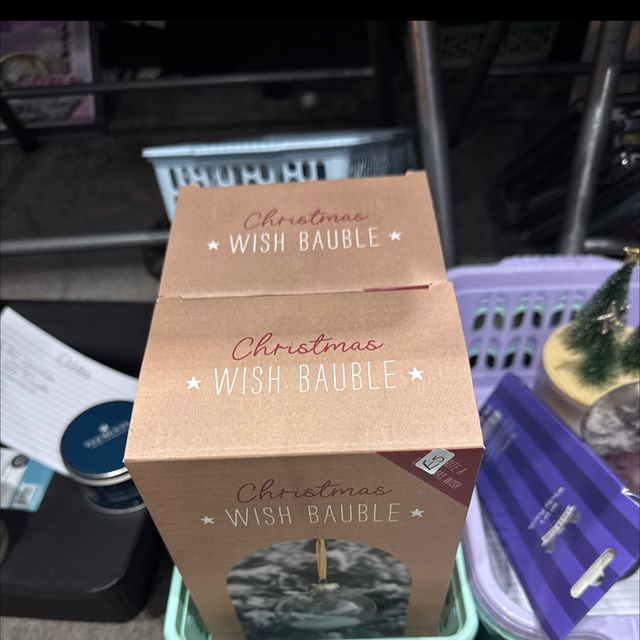 Christmas
★ WISH BAUBLE ★
Christmas
★ WISH BAUBLE ★
Christmas
★ WISH BAUBLE ★
£5